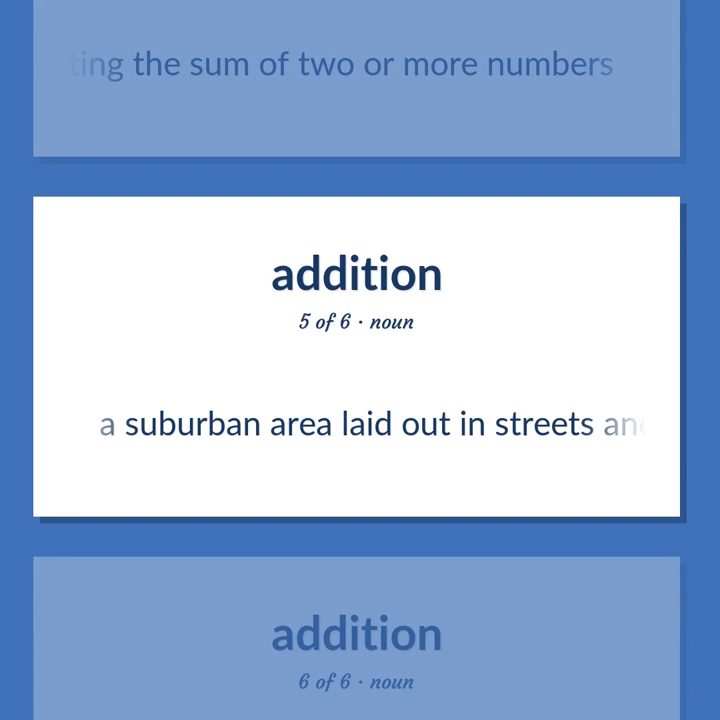 the sum of two or more numbers
addition
5 of 6 · noun
a suburban area laid out in streets
addition
6 of 6 · noun